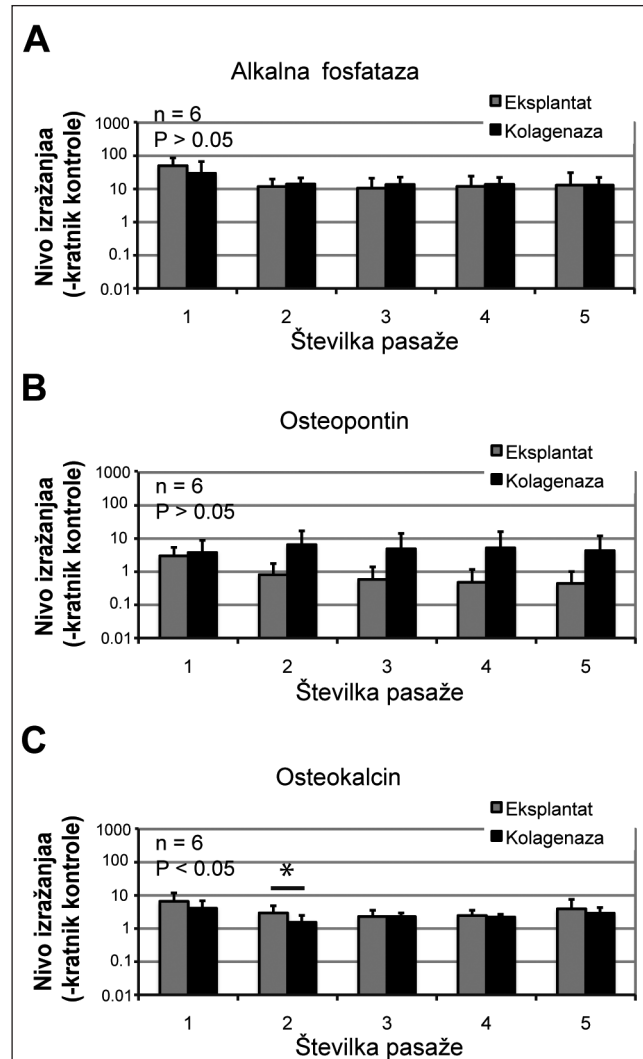 A
Alkalna fosfataza
Eksplantat
Kolagenaza
n = 6
P > 0.05
Nivo izražanjaa
(-kratnik kontrole)
1000
100
10
1
0.1
0.01
1 2 3 4 5
Številka pasaže
B
Osteopontin
Eksplantat
Kolagenaza
n = 6
P > 0.05
Nivo izražanjaa
(-kratnik kontrole)
1000
100
10
1
0.1
0.01
1 2 3 4 5
Številka pasaže
C
Osteokalcin
Eksplantat
Kolagenaza
n = 6
P < 0.05
*
Nivo izražanjaa
(-kratnik kontrole)
1000
100
10
1
0.1
0.01
1 2 3 4 5
Številka pasaže